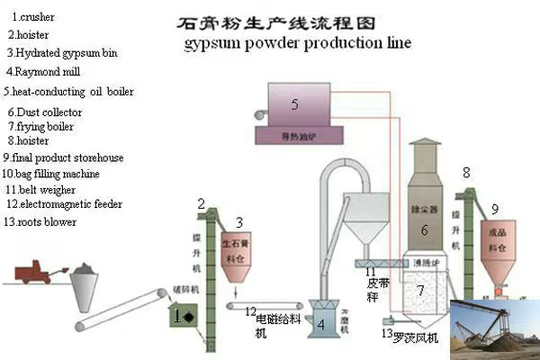 石膏粉生产线流程图
gypsum powder production line
1.crusher
2.hoister
3.Hydrated gypsum bin
4.Raymond mill
5.heat-conducting oil boiler
6.Dust collector
7.frying boiler
8.hoister
9.final product storehouse
10.bag filling machine
11.belt weigher
12.electromagnetic feeder
13.roots blower
5
导热油炉
2
提升机
3
生石膏
料仓
除尘器
6
8
提升机
9
成品
料仓
沸腾炉
7
11
皮带
秤
破碎机
1
12
电磁给料
机
4
R磨机
13
罗茨风机